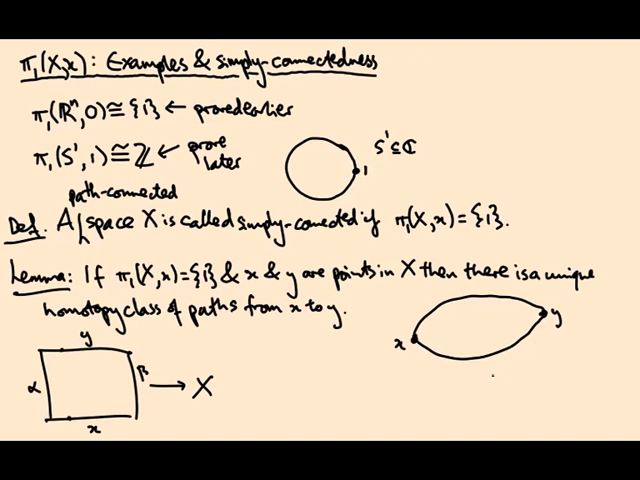 π₁(X,x): Examples & simply-connectedness
π₁(ℝⁿ,0)≅{1} ← proved earlier
π₁(S¹,1)≅ℤ ← prove later
S¹⊆ℂ
1
path-connected
Def. A space X is called simply-connected if π₁(X,x)={1}.
Lemma: If π₁(X,x)={1} & x & y are points in X then there is a unique
homotopy class of paths from x to y.
y
α
β
→ X
x
x
y